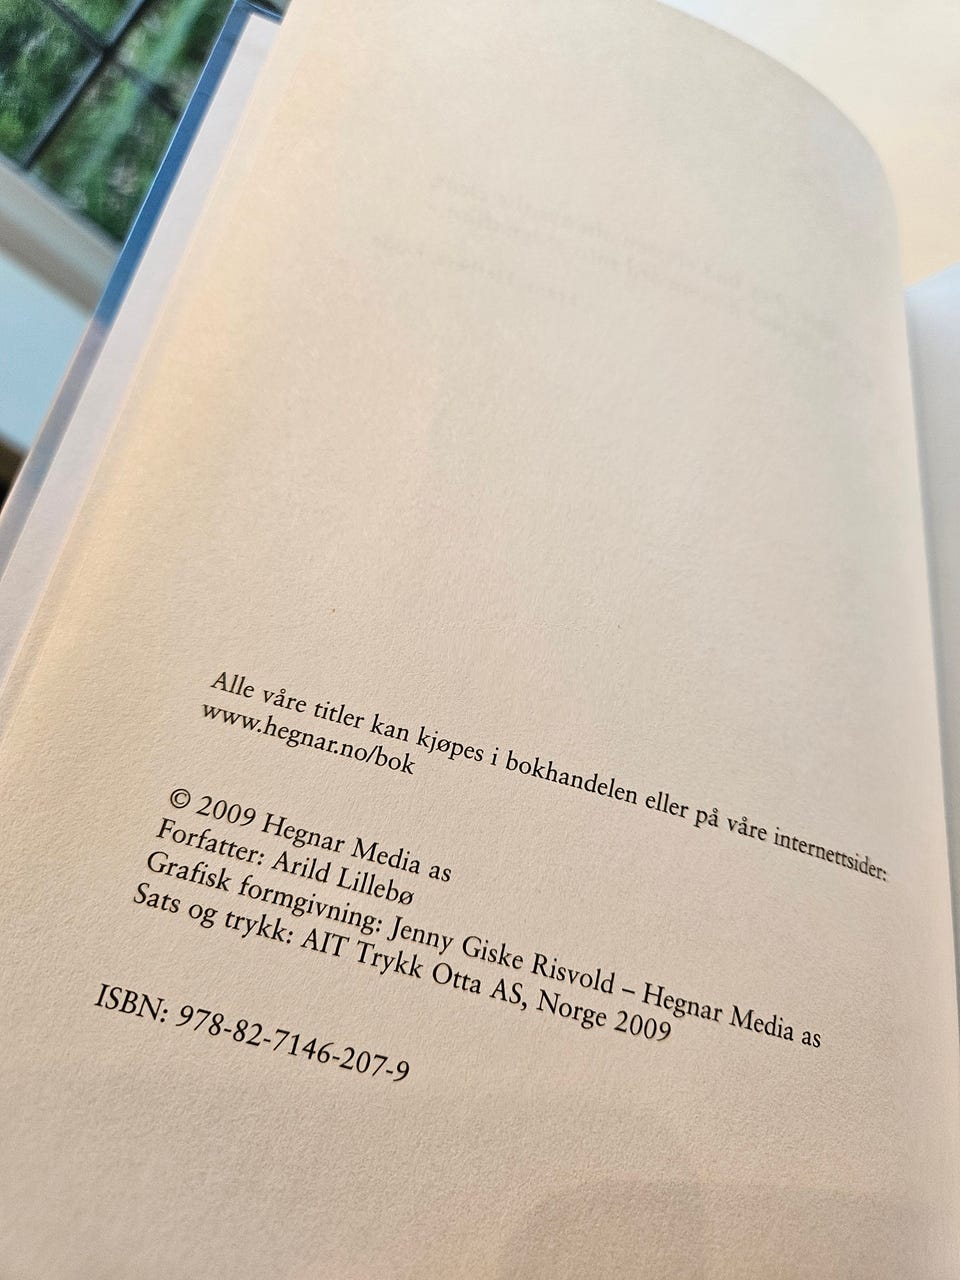 Alle våre titler kan kjøpes i bokhandelen eller på våre internettsider:
www.hegnar.no/bok
© 2009 Hegnar Media as
Forfatter: Arild Lillebø
Grafisk formgivning: Jenny Giske Risvold – Hegnar Media as
Sats og trykk: AIT Trykk Otta AS, Norge 2009
ISBN: 978-82-7146-207-9